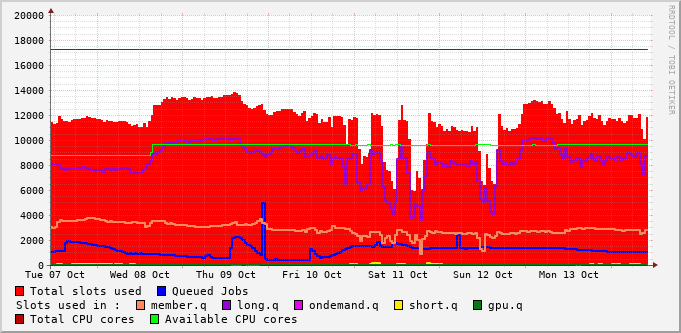 20000
18000
16000
14000
12000
10000
8000
6000
4000
2000
0
Tue 07 Oct Wed 08 Oct Thu 09 Oct Fri 10 Oct Sat 11 Oct Sun 12 Oct Mon 13 Oct
RRDTOOL / TOBI OETIKER
Total slots used Queued Jobs
Slots used in : member.q long.q ondemand.q short.q gpu.q
Total CPU cores Available CPU cores